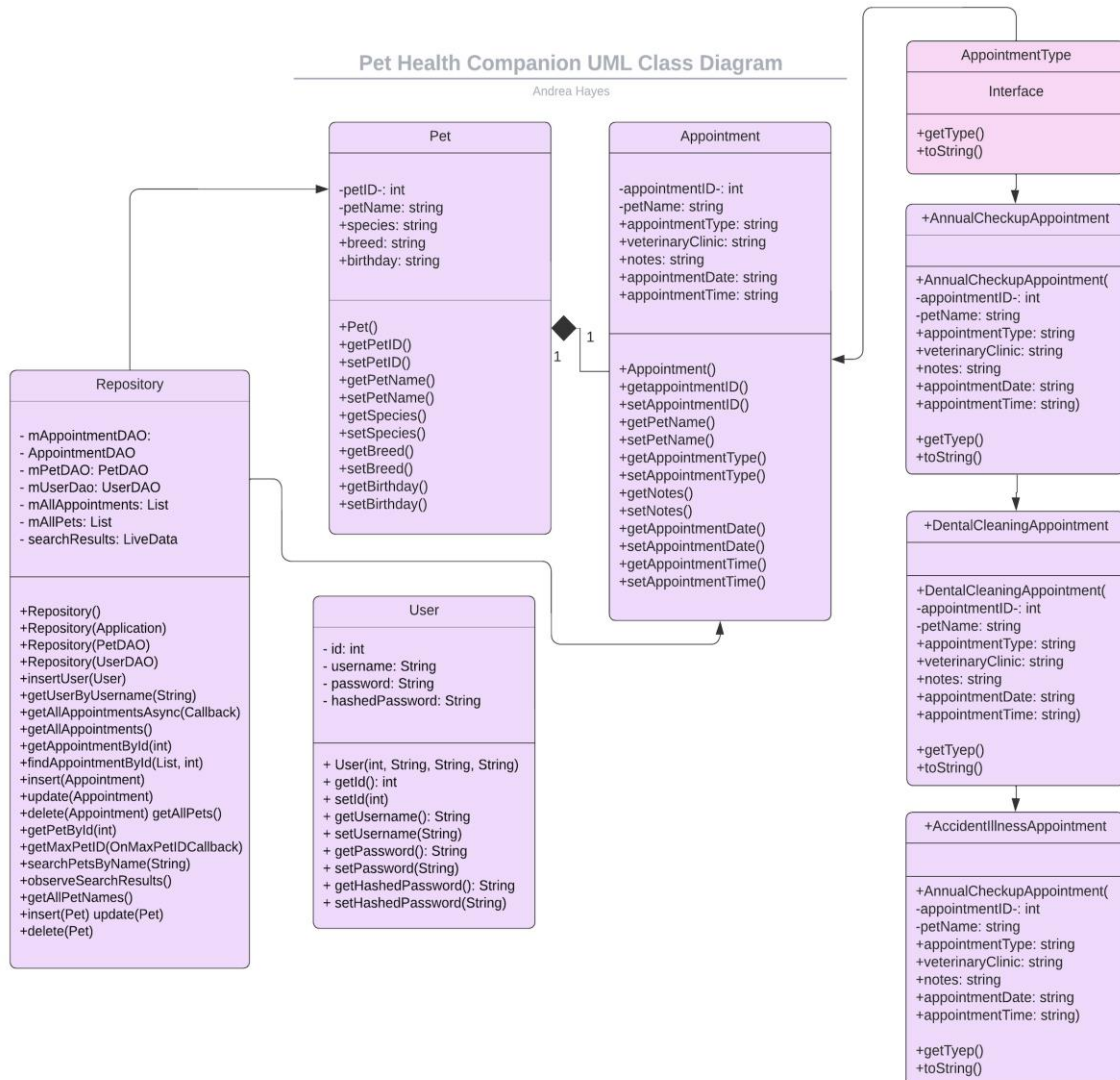 Pet Health Companion UML Class Diagram
Andrea Hayes
Pet
-petID-: int
-petName: string
+species: string
+breed: string
+birthday: string
+Pet()
+getPetID()
+setPetID()
+getPetName()
+setPetName()
+getSpecies()
+setSpecies()
+getBreed()
+setBreed()
+getBirthday()
+setBirthday()
1
1
Appointment
-appointmentID-: int
-petName: string
+appointmentType: string
+veterinaryClinic: string
+notes: string
+appointmentDate: string
+appointmentTime: string
+Appointment()
+getappointmentID()
+setAppointmentID()
+getPetName()
+setPetName()
+getAppointmentType()
+setAppointmentType()
+getNotes()
+setNotes()
+getAppointmentDate()
+setAppointmentDate()
+getAppointmentTime()
+setAppointmentTime()
Repository
- mAppointmentDAO:
- AppointmentDAO
- mPetDAO: PetDAO
- mUserDao: UserDAO
- mAllAppointments: List
- mAllPets: List
- searchResults: LiveData
+Repository()
+Repository(Application)
+Repository(PetDAO)
+Repository(UserDAO)
+insertUser(User)
+getUserByUsername(String)
+getAllAppointmentsAsync(Callback)
+getAllAppointments()
+getAppointmentById(int)
+findAppointmentById(List, int)
+insert(Appointment)
+update(Appointment)
+delete(Appointment) getAllPets()
+getPetById(int)
+getMaxPetID(OnMaxPetIDCallback)
+searchPetsByName(String)
+observeSearchResults()
+getAllPetNames()
+insert(Pet) update(Pet)
+delete(Pet)
User
- id: int
- username: String
- password: String
- hashedPassword: String
+ User(int, String, String, String)
+ getId(): int
+ setId(int)
+ getUsername(): String
+ setUsername(String)
+ getPassword(): String
+ setPassword(String)
+ getHashedPassword(): String
+ setHashedPassword(String)
AppointmentType
Interface
+getType()
+toString()
+AnnualCheckupAppointment
+AnnualCheckupAppointment(
-appointmentID-: int
-petName: string
+appointmentType: string
+veterinaryClinic: string
+notes: string
+appointmentDate: string
+appointmentTime: string)
+getTyep()
+toString()
+DentalCleaningAppointment
+DentalCleaningAppointment(
-appointmentID-: int
-petName: string
+appointmentType: string
+veterinaryClinic: string
+notes: string
+appointmentDate: string
+appointmentTime: string)
+getTyep()
+toString()
+AccidentIllnessAppointment
+AnnualCheckupAppointment(
-appointmentID-: int
-petName: string
+appointmentType: string
+veterinaryClinic: string
+notes: string
+appointmentDate: string
+appointmentTime: string)
+getTyep()
+toString()